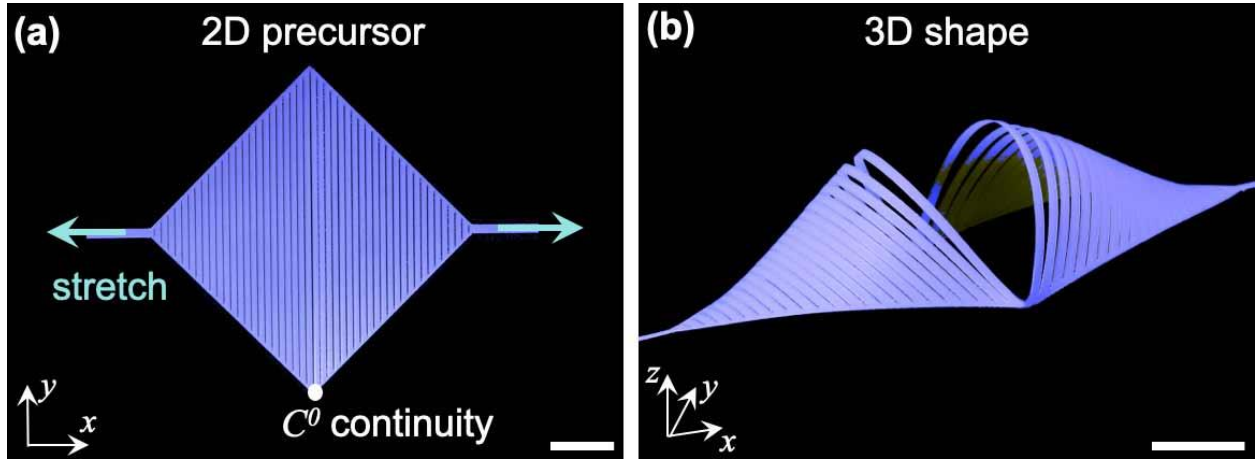 (a)
2D precursor
stretch
y
x
C⁰ continuity
(b)
3D shape
z
y
x